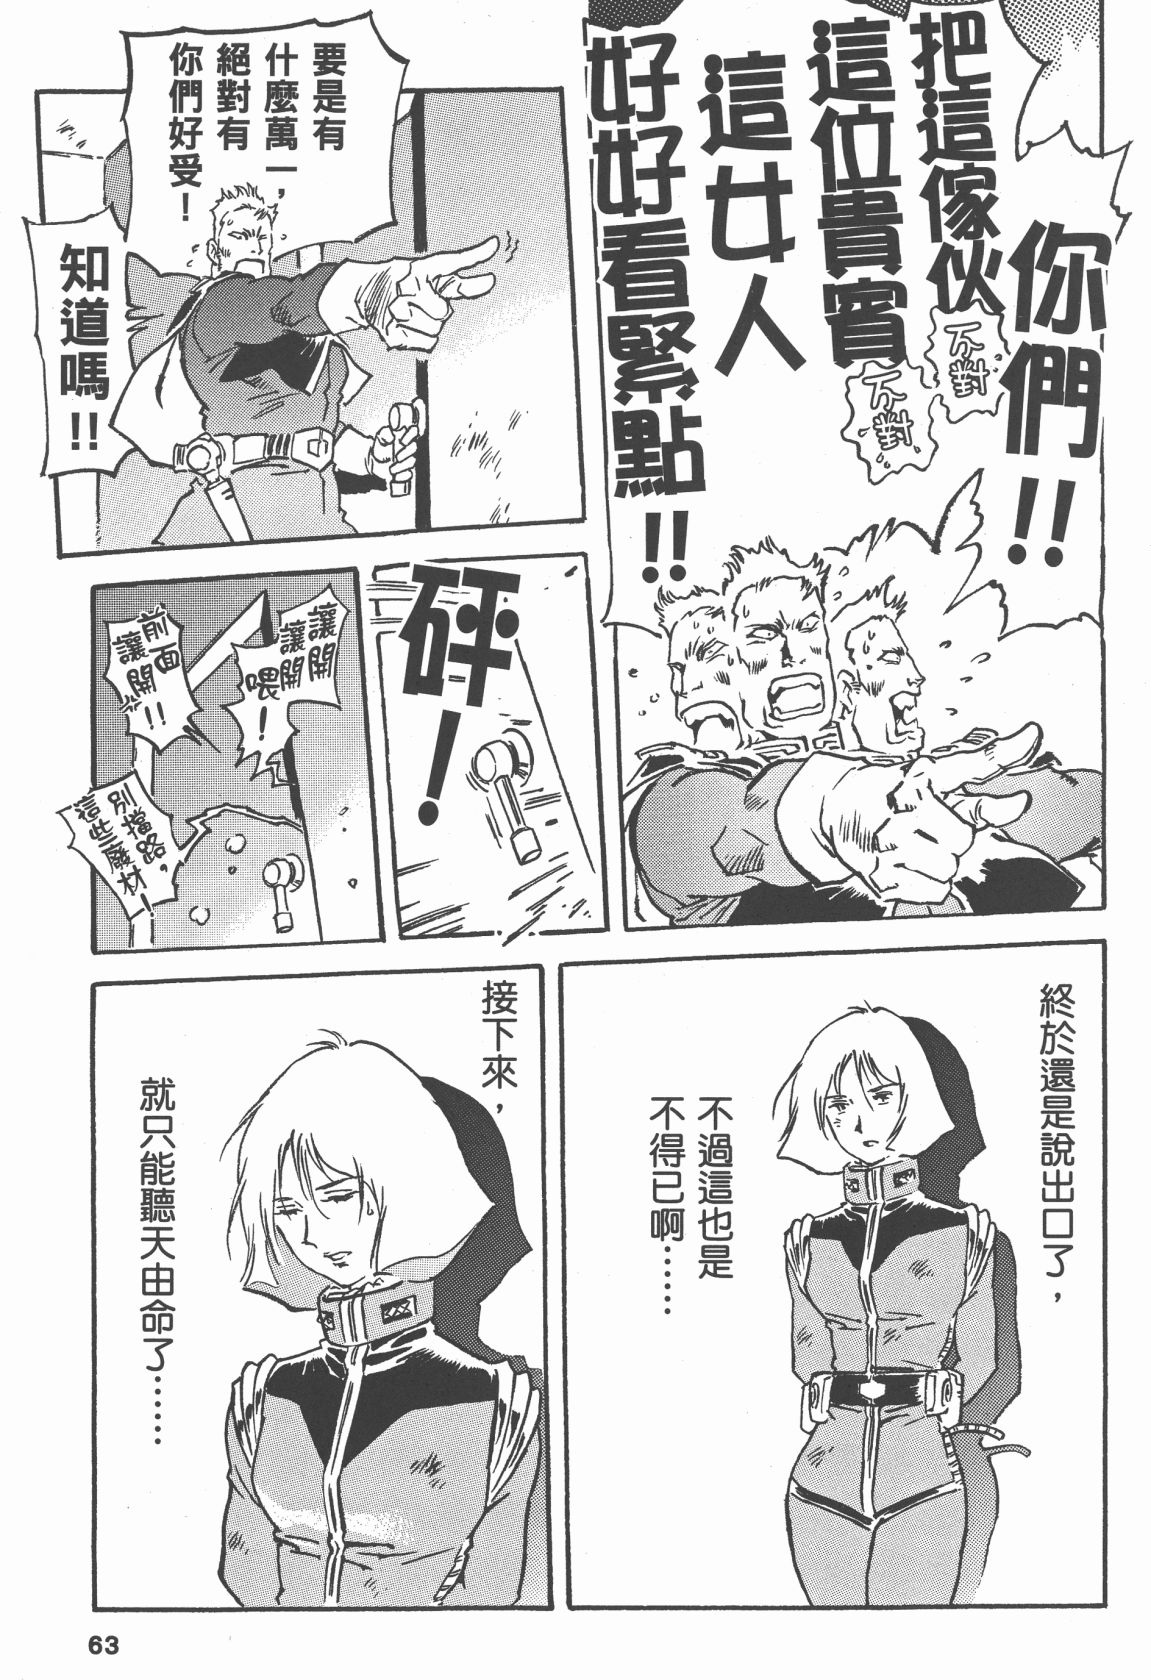 你們!!
把這傢伙
不對
這位貴賓
不對
這女人
好好看緊點!!
要是有
什麼萬一，
絕對有
你們好受！
知道嗎!!
砰！
讓開
讓開
喂！
前面
讓開!!
別擋路，
這些廢材！
終於還是說出口了，
不過這也是
不得已啊……
接下來，
就只能聽天由命了……
63